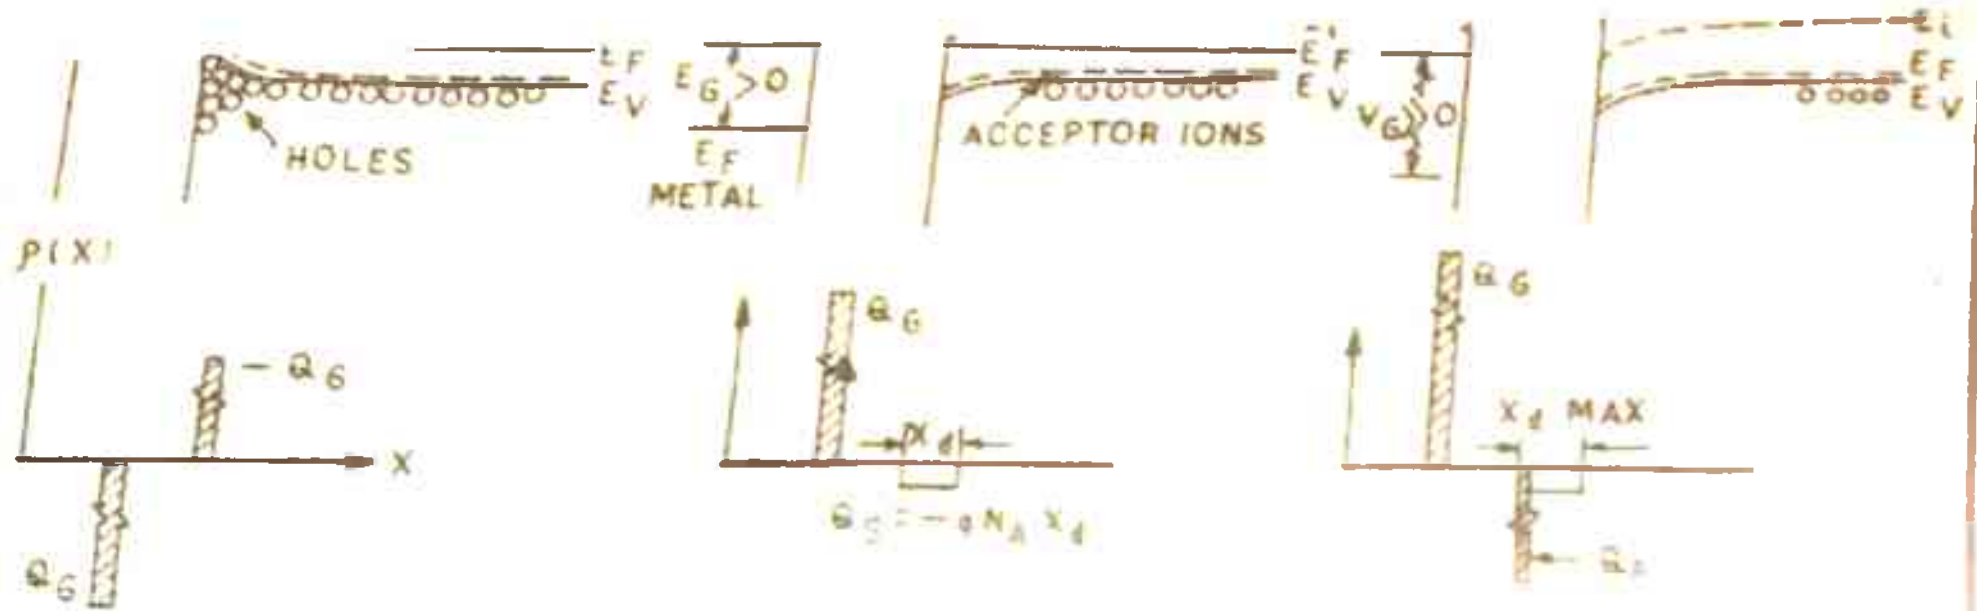 E F
E V
HOLES
E G > 0
E F
METAL
E F
E V
ACCEPTOR IONS
V G >> 0
E i
E F
E V
P(X)
- Q G
X
Q G
Q G
X d
= - q N A X d
Q G
X d MAX